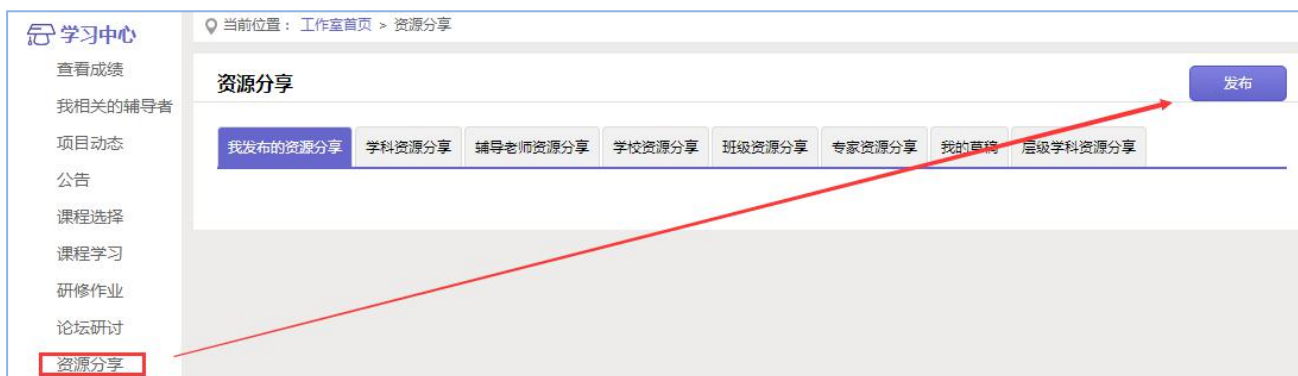 学习中心
查看成绩
我相关的辅导者
项目动态
公告
课程选择
课程学习
研修作业
论坛研讨
资源分享
当前位置： 工作室首页 > 资源分享
资源分享
发布
我发布的资源分享 学科资源分享 辅导老师资源分享 学校资源分享 班级资源分享 专家资源分享 我的草稿 层级学科资源分享